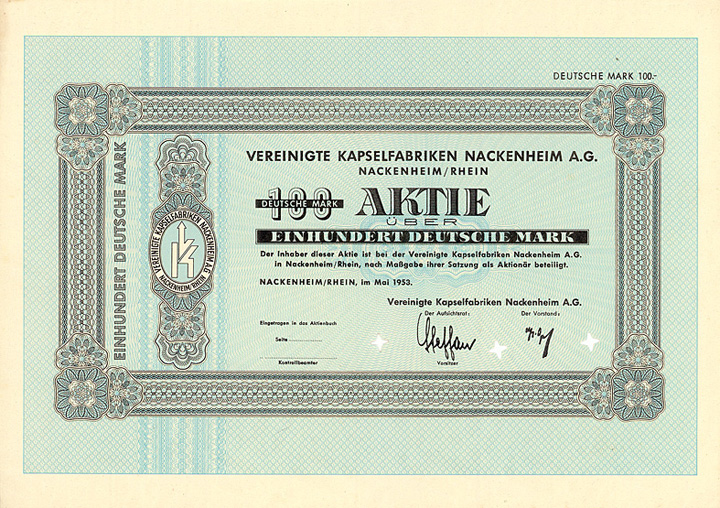 DEUTSCHE MARK 100.-
VEREINIGTE KAPSELFABRIKEN NACKENHEIM A.G.
NACKENHEIM/RHEIN
100
DEUTSCHE MARK
AKTIE
ÜBER
EINHUNDERT DEUTSCHE MARK
Der Inhaber dieser Aktie ist bei der Vereinigte Kapselfabriken Nackenheim A.G.
in Nackenheim/Rhein, nach Maßgabe ihrer Satzung als Aktionär beteiligt.
NACKENHEIM/RHEIN, im Mai 1953.
Vereinigte Kapselfabriken Nackenheim A.G.
Der Aufsichtsrat: Der Vorstand:
Eingetragen in das Aktienbuch
Seite
Kontrollbeamter
Vorsitzer
EINHUNDERT DEUTSCHE MARK
VEREINIGTE KAPSELFABRIKEN NACKENHEIM A.G.
NACKENHEIM/RHEIN
VK